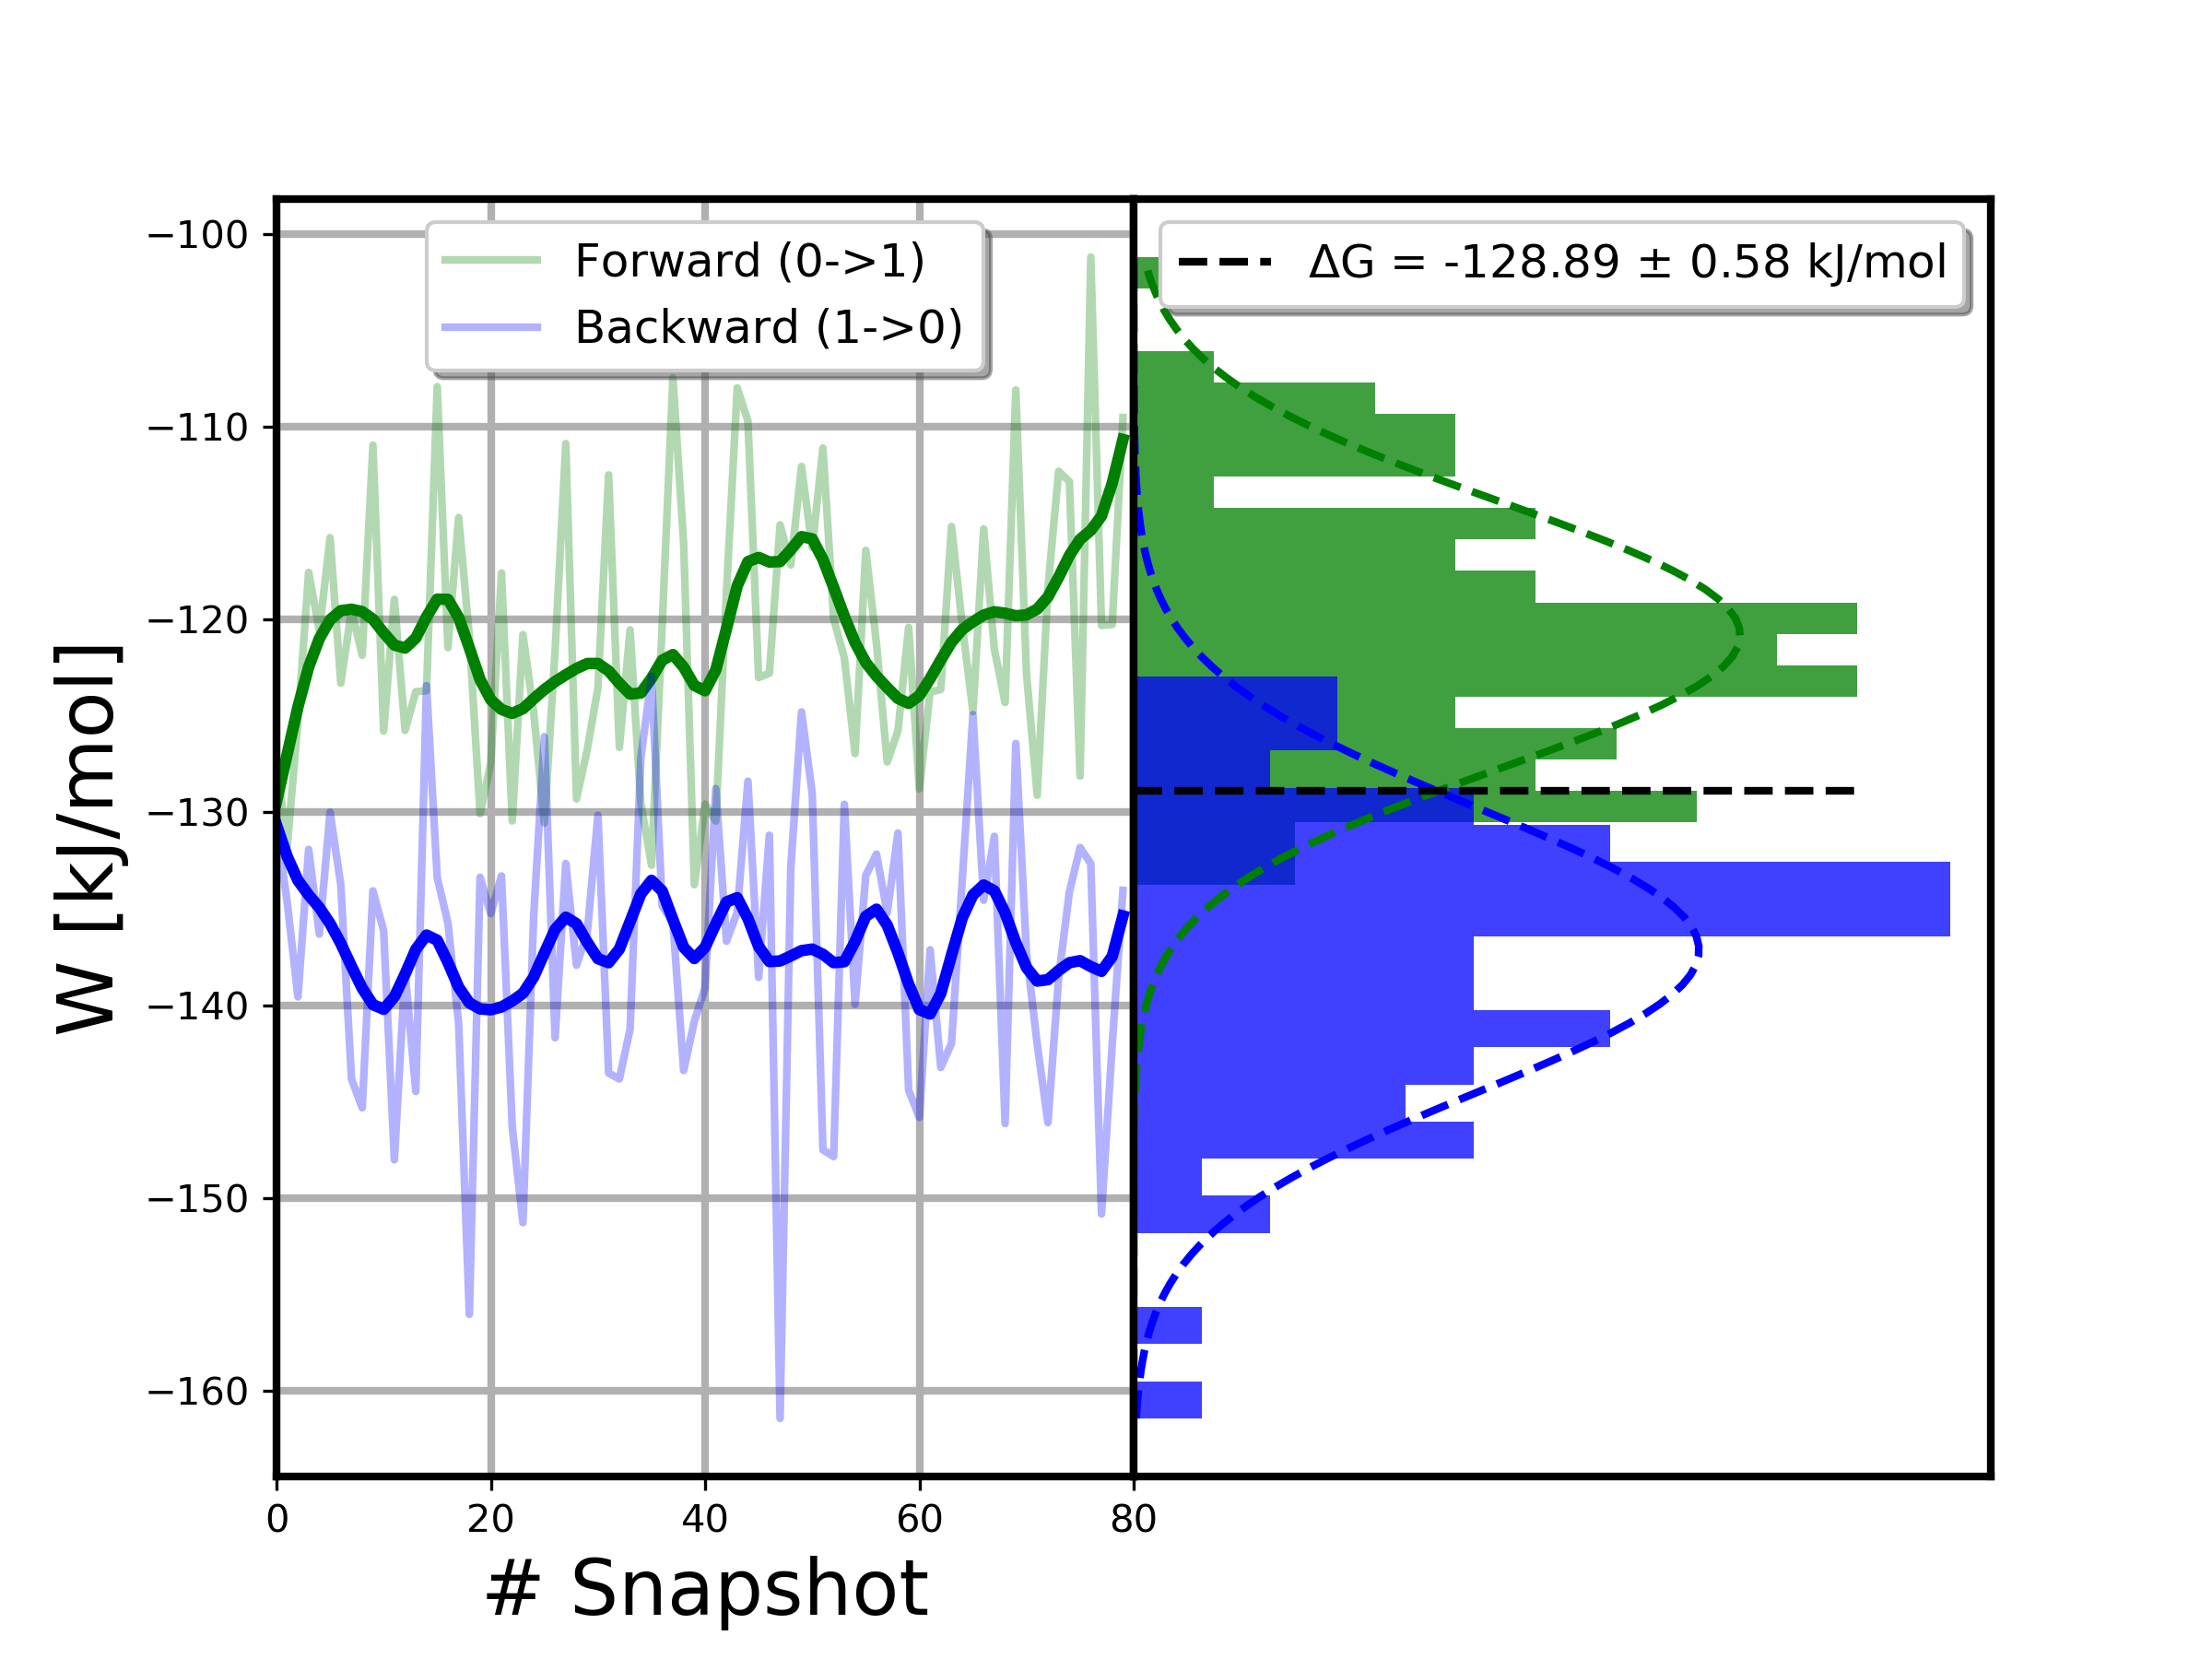 Forward (0->1)
Backward (1->0)
ΔG = -128.89 ± 0.58 kJ/mol
W [kJ/mol]
−100
−110
−120
−130
−140
−150
−160
0 20 40 60 80
# Snapshot